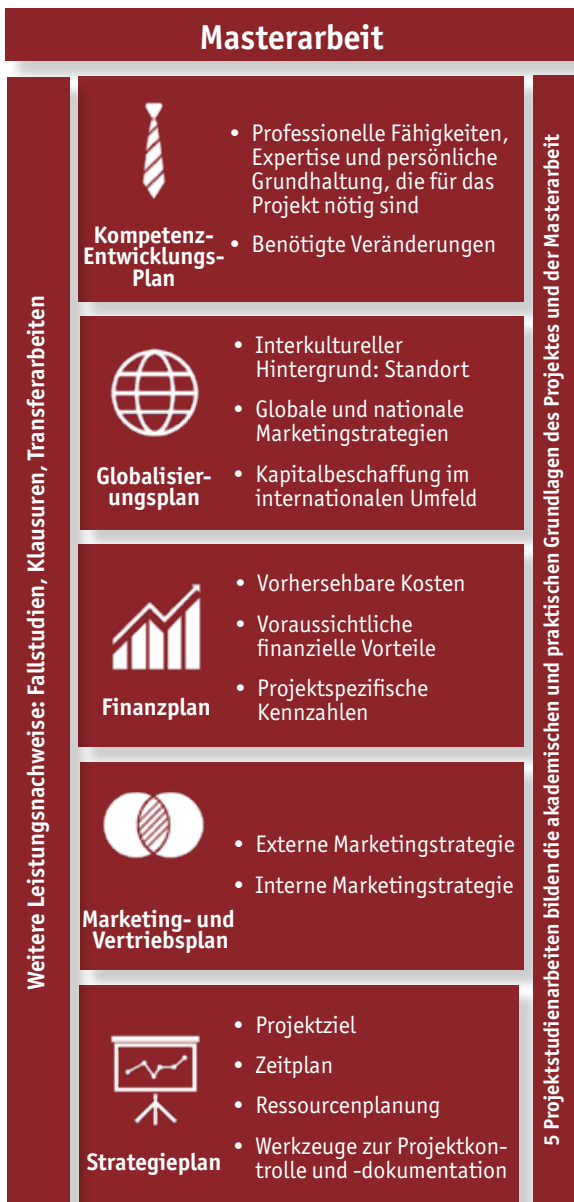 Masterarbeit
Weitere Leistungsnachweise: Fallstudien, Klausuren, Transferarbeiten
Kompetenz-
Entwicklungs-
Plan
• Professionelle Fähigkeiten,
Expertise und persönliche
Grundhaltung, die für das
Projekt nötig sind
• Benötigte Veränderungen
Globalisier-
ungsplan
• Interkultureller
Hintergrund: Standort
• Globale und nationale
Marketingstrategien
• Kapitalbeschaffung im
internationalen Umfeld
Finanzplan
• Vorhersehbare Kosten
• Voraussichtliche
finanzielle Vorteile
• Projektspezifische
Kennzahlen
Marketing- und
Vertriebsplan
• Externe Marketingstrategie
• Interne Marketingstrategie
Strategieplan
• Projektziel
• Zeitplan
• Ressourcenplanung
• Werkzeuge zur Projektkon-
trolle und -dokumentation
5 Projektstudienarbeiten bilden die akademischen und praktischen Grundlagen des Projektes und der Masterarbeit